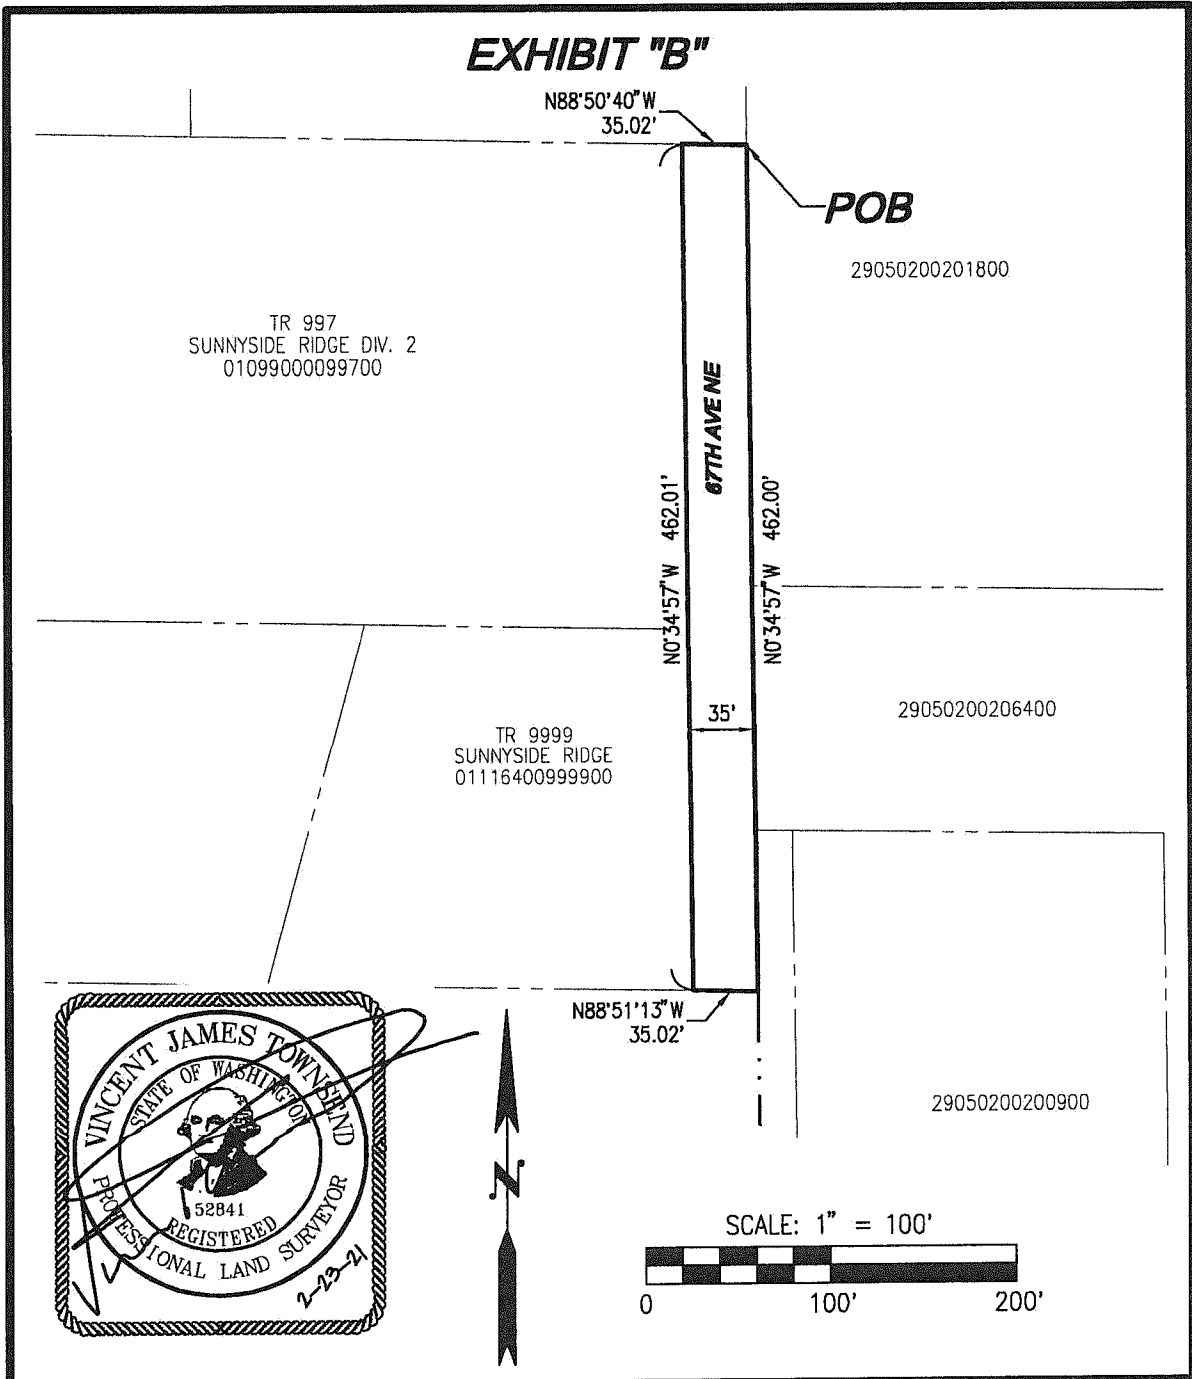 EXHIBIT "B"
N88°50'40"W
35.02'
POB
29050200201800
TR 997
SUNNYSIDE RIDGE DIV. 2
01099000099700
67TH AVE NE
N0°34'57"W 462.01'
N0°34'57"W 462.00'
35'
29050200206400
TR 9999
SUNNYSIDE RIDGE
01116400999900
N88°51'13"W
35.02'
29050200200900
VINCENT JAMES TOWNSEND
STATE OF WASHINGTON
52841
REGISTERED
PROFESSIONAL LAND SURVEYOR
2-23-21
N
SCALE: 1" = 100'
0 100' 200'